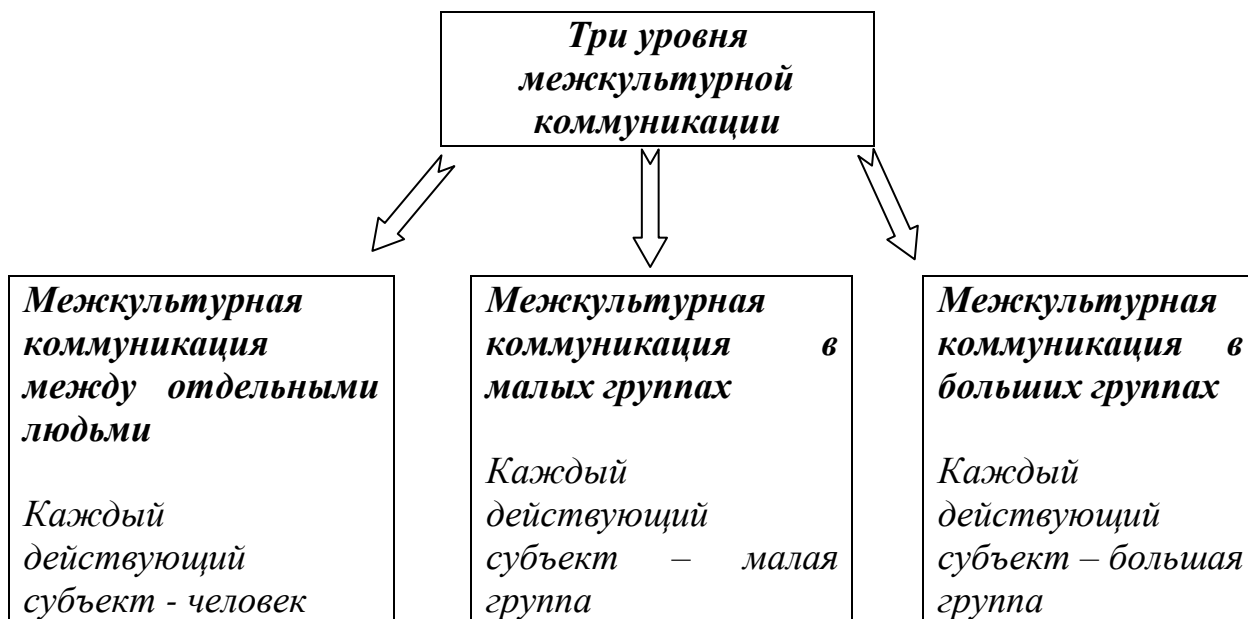 Три уровня
межкультурной
коммуникации
Межкультурная
коммуникация
между отдельными
людьми
Каждый
действующий
субъект - человек
Межкультурная
коммуникация в
малых группах
Каждый
действующий
субъект – малая
группа
Межкультурная
коммуникация в
больших группах
Каждый
действующий
субъект – большая
группа